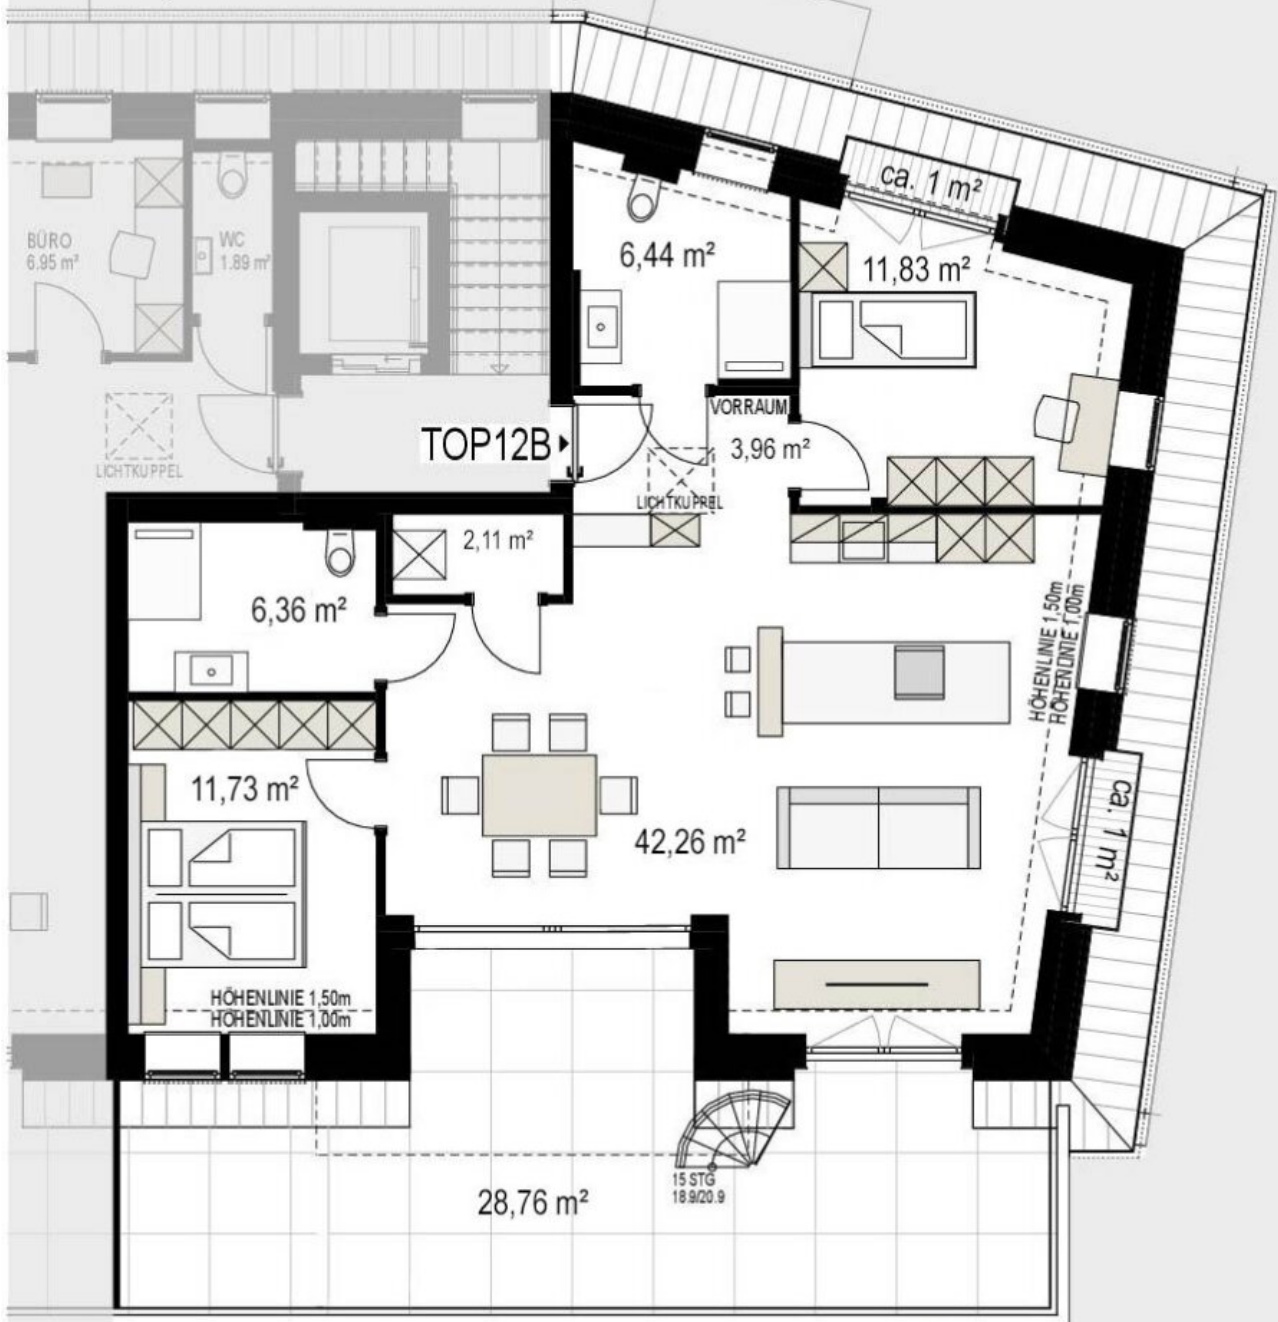 ca. 1 m²
BÜRO
6.95 m²
WC
1.89 m²
6,44 m²
11,83 m²
VORRAUM
3,96 m²
TOP12B
LICHTKUPPEL
LICHTKUPPEL
2,11 m²
6,36 m²
HÖHENLINIE 1,50m
HÖHENLINIE 1,00m
11,73 m²
42,26 m²
ca. 1 m²
HÖHENLINIE 1,50m
HÖHENLINIE 1,00m
15 STG
18.9/20.9
28,76 m²